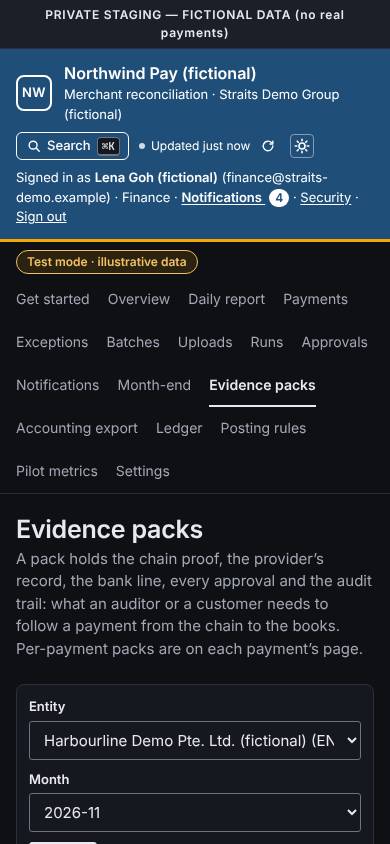 PRIVATE STAGING — FICTIONAL DATA (no real
payments)
NW
Northwind Pay (fictional)
Merchant reconciliation · Straits Demo Group
(fictional)
Search ⌘K Updated just now
Signed in as Lena Goh (fictional) (finance@straits-
demo.example) · Finance · Notifications 4 · Security ·
Sign out
Test mode · illustrative data
Get started Overview Daily report Payments
Exceptions Batches Uploads Runs Approvals
Notifications Month-end Evidence packs
Accounting export Ledger Posting rules
Pilot metrics Settings
Evidence packs
A pack holds the chain proof, the provider’s
record, the bank line, every approval and the audit
trail: what an auditor or a customer needs to
follow a payment from the chain to the books.
Per-payment packs are on each payment’s page.
Entity
Harbourline Demo Pte. Ltd. (fictional) (EN
Month
2026-11